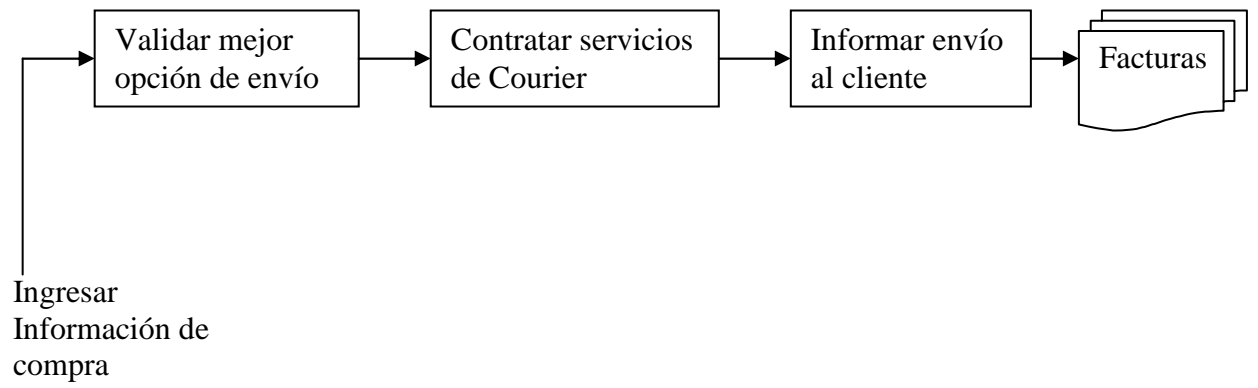 Validar mejor
opción de envío
Contratar servicios
de Courier
Informar envío
al cliente
Facturas
Ingresar
Información de
compra